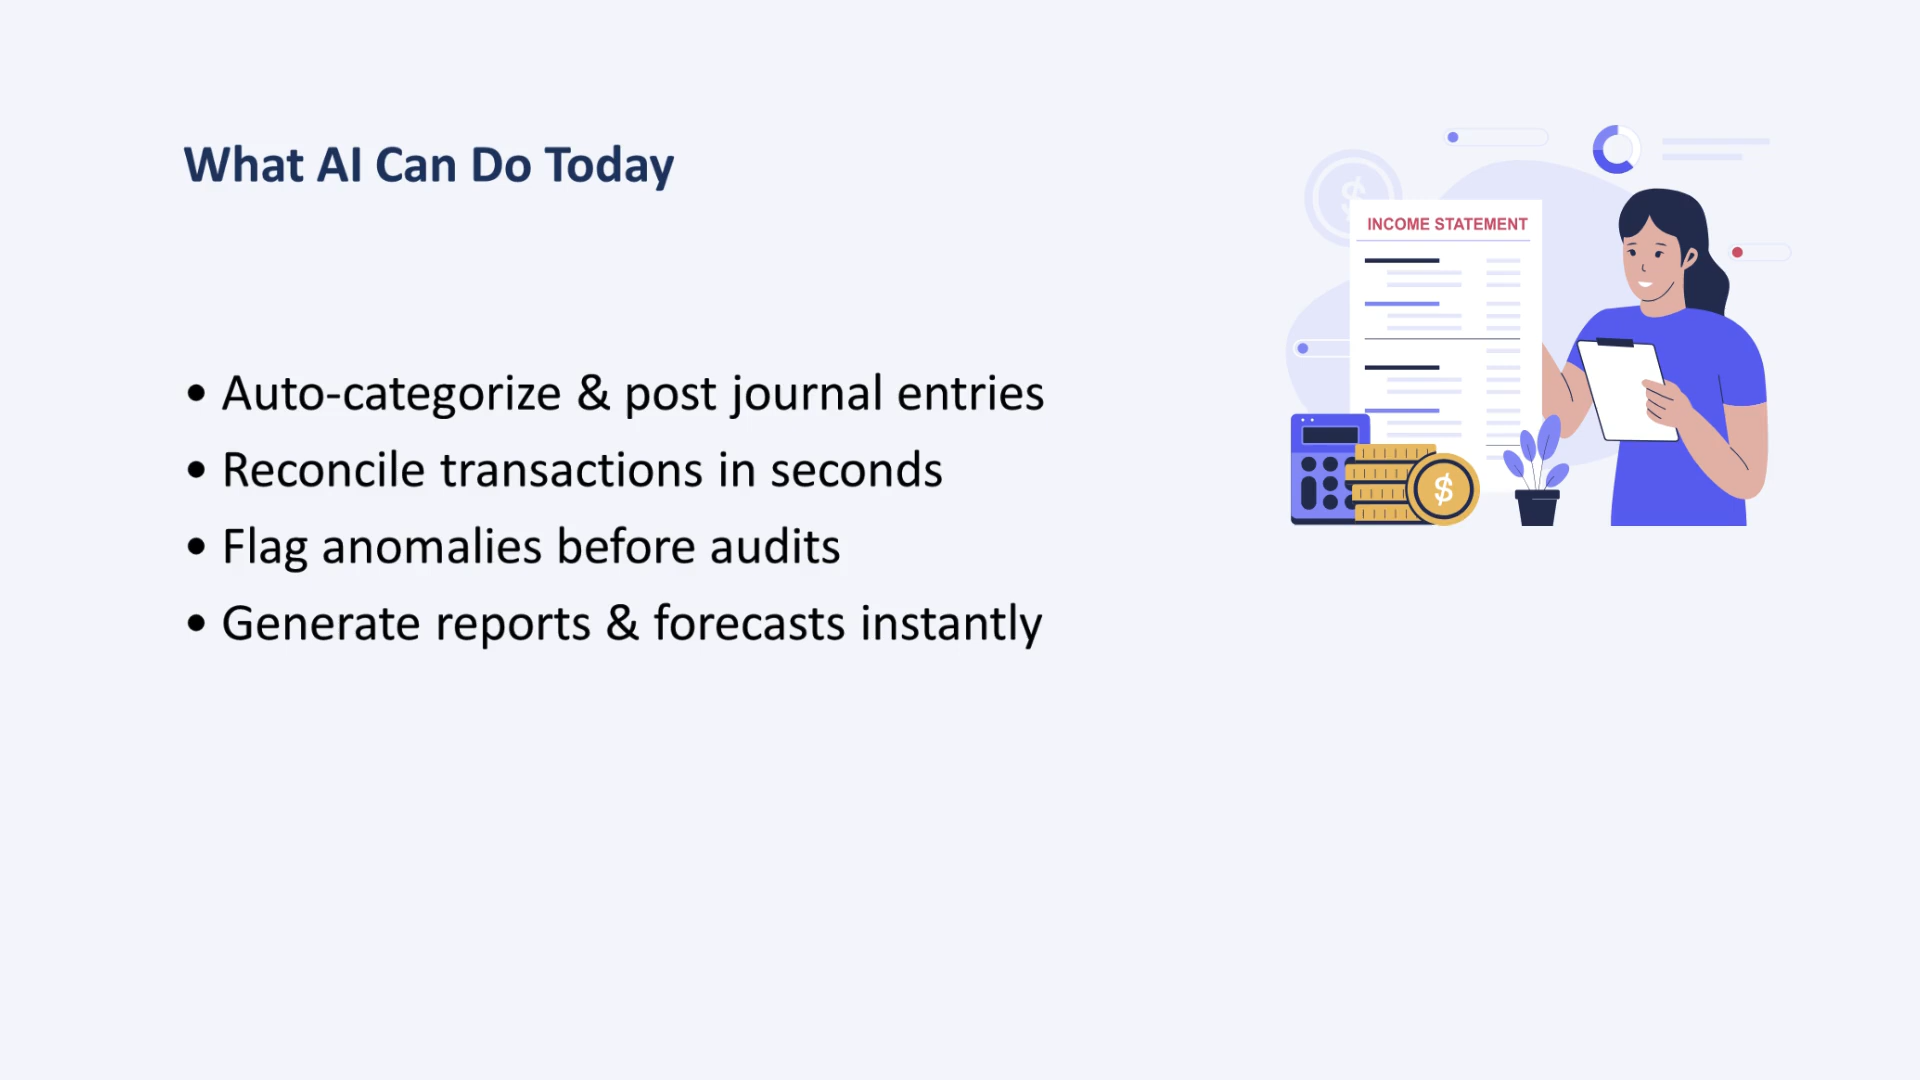 What AI Can Do Today
INCOME STATEMENT
• Auto-categorize & post journal entries
• Reconcile transactions in seconds
• Flag anomalies before audits
• Generate reports & forecasts instantly
$
$